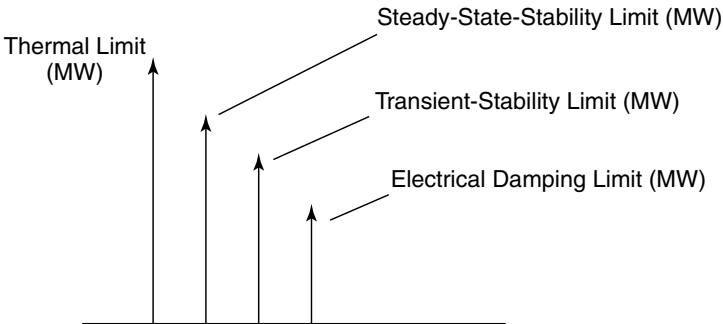 Steady-State-Stability Limit (MW)
Thermal Limit
(MW)
Transient-Stability Limit (MW)
Electrical Damping Limit (MW)